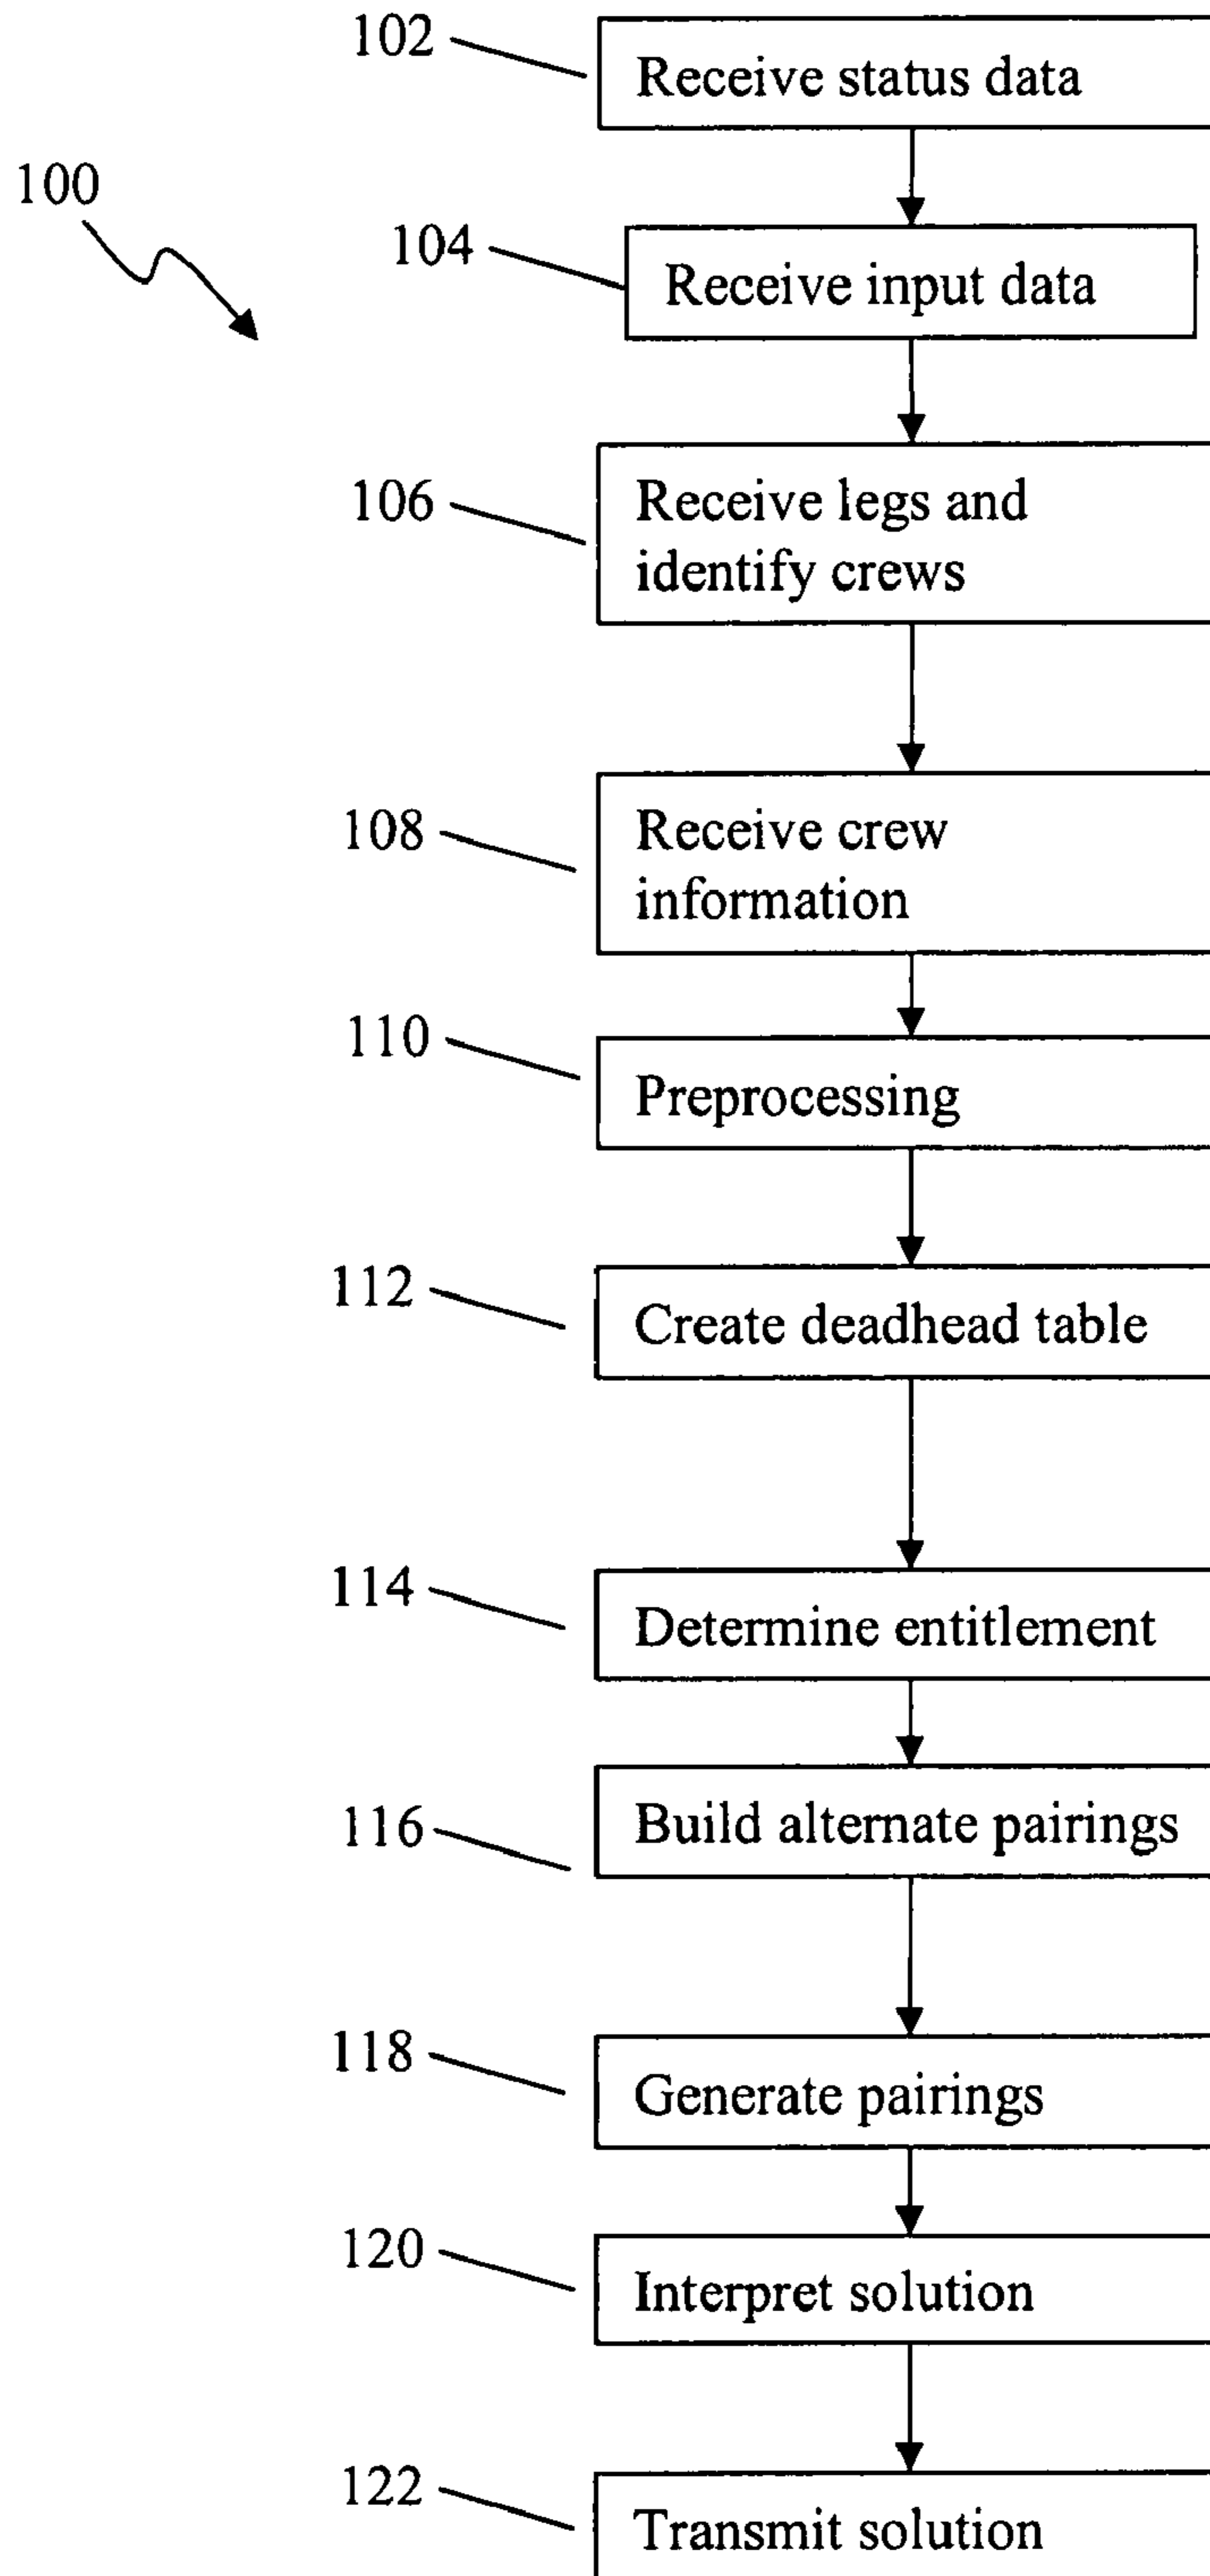 102
Receive status data
100
104
Receive input data
106
Receive legs and
identify crews
108
Receive crew
information
110
Preprocessing
112
Create deadhead table
114
Determine entitlement
116
Build alternate pairings
118
Generate pairings
120
Interpret solution
122
Transmit solution